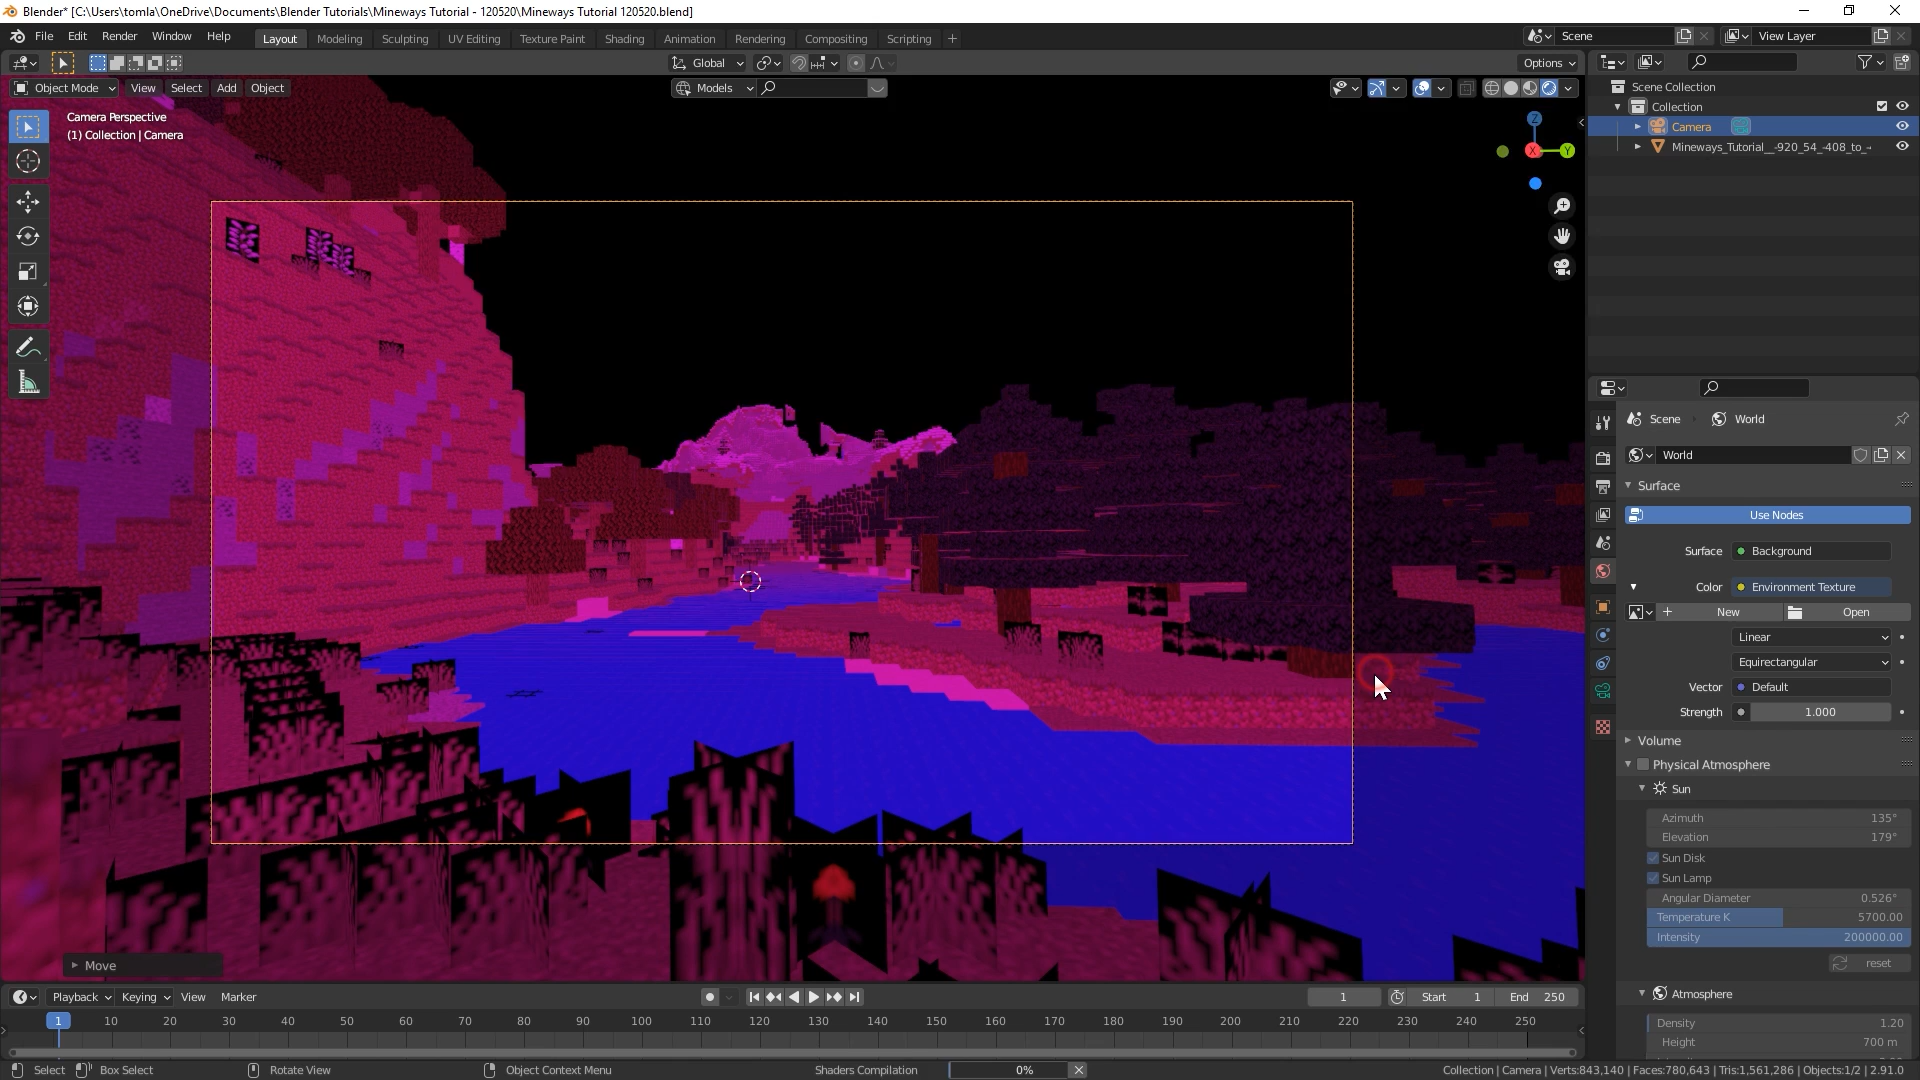 Blender* [C:\Users\tomla\OneDrive\Documents\Blender Tutorials\Mineways Tutorial - 120520\Mineways Tutorial 120520.blend]
File Edit Render Window Help Layout Modeling Sculpting UV Editing Texture Paint Shading Animation Rendering Compositing Scripting + Scene View Layer
Global Options
Object Mode View Select Add Object Models
Camera Perspective
(1) Collection | Camera
Z
X Y
Scene Collection
Collection
Camera
Mineways_Tutorial__-920_54_-408_to_-
Scene World
World
Surface
Use Nodes
Surface Background
Color Environment Texture
New Open
Linear
Equirectangular
Vector Default
Strength 1.000
Volume
Physical Atmosphere
Sun
Azimuth 135°
Elevation 179°
Sun Disk
Sun Lamp
Angular Diameter 0.526°
Temperature K 5700.00
Intensity 200000.00
reset
Atmosphere
Density 1.20
Height 700 m
Move
Playback Keying View Marker 1 Start 1 End 250
1 10 20 30 40 50 60 70 80 90 100 110 120 130 140 150 160 170 180 190 200 210 220 230 240 250
Select Box Select Rotate View Object Context Menu Shaders Compilation 0% Collection | Camera | Verts:843,140 | Faces:780,643 | Tris:1,561,286 | Objects:1/2 | 2.91.0